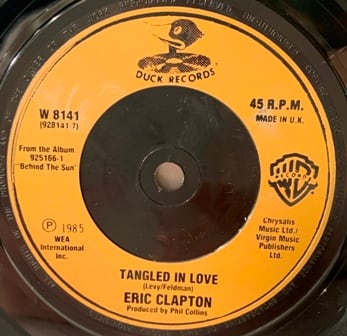 DUCK RECORDS
W 8141
(928141-7)
45 R.P.M.
MADE IN U.K.
From the Album
925166-1
"Behind The Sun"
RECORDS
Ⓟ 1985
WEA
International
Inc.
Chrysalis
Music Ltd./
Virgin Music
Publishers
Ltd.
TANGLED IN LOVE
(Levy/Feldman)
ERIC CLAPTON
Produced by Phil Collins